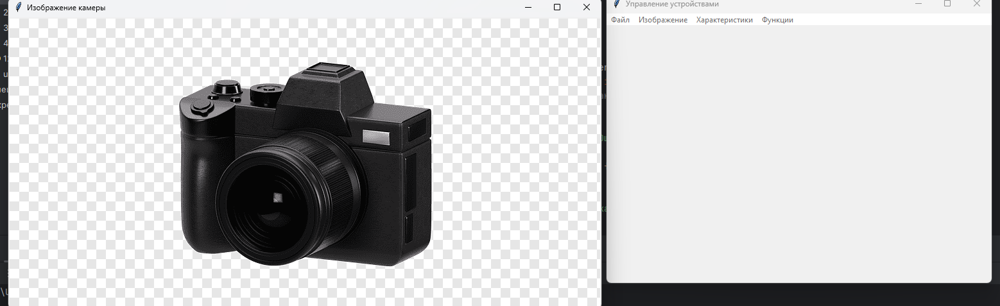 Изображение камеры
Управление устройствами
Файл Изображение Характеристики Функции